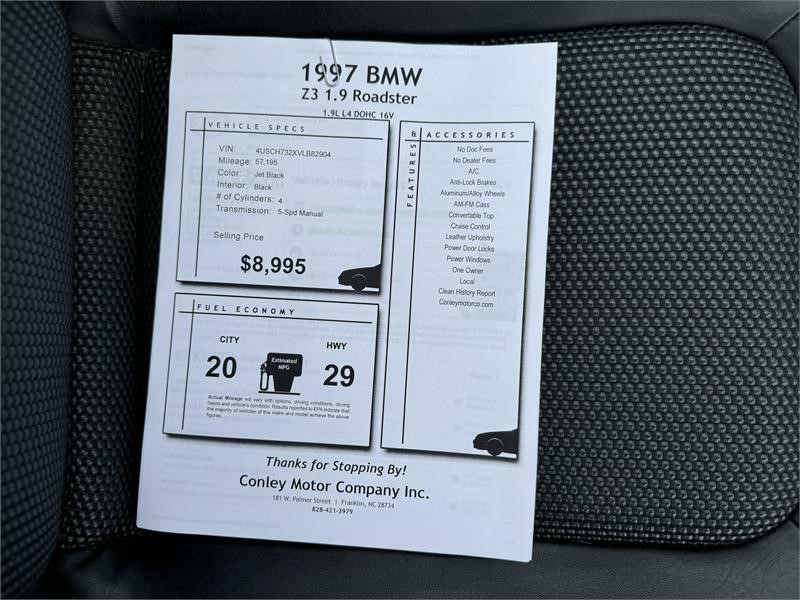 1997 BMW
Z3 1.9 Roadster
1.9L L4 DOHC 16V
VEHICLE SPECS
VIN: 4USCH732XVLB82904
Mileage: 57,195
Color: Jet Black
Interior: Black
# of Cylinders: 4
Transmission: 5-Spd Manual
Selling Price
$8,995
FEATURES & ACCESSORIES
No Doc Fees
No Dealer Fees
A/C
Anti-Lock Brakes
Aluminum/Alloy Wheels
AM-FM Cass
Convertable Top
Cruise Control
Leather Upholstry
Power Door Locks
Power Windows
One Owner
Local
Clean History Report
Conleymotorco.com
FUEL ECONOMY
CITY
20
Estimated
MPG
HWY
29
Actual Mileage will vary with options, driving conditions, driving
habits and vehicle's condition. Results reported to EPA indicate that
the majority of vehicles of this make and model achieve the above
figures.
Thanks for Stopping By!
Conley Motor Company Inc.
181 W. Palmer Street | Franklin, NC 28734
828-421-3979